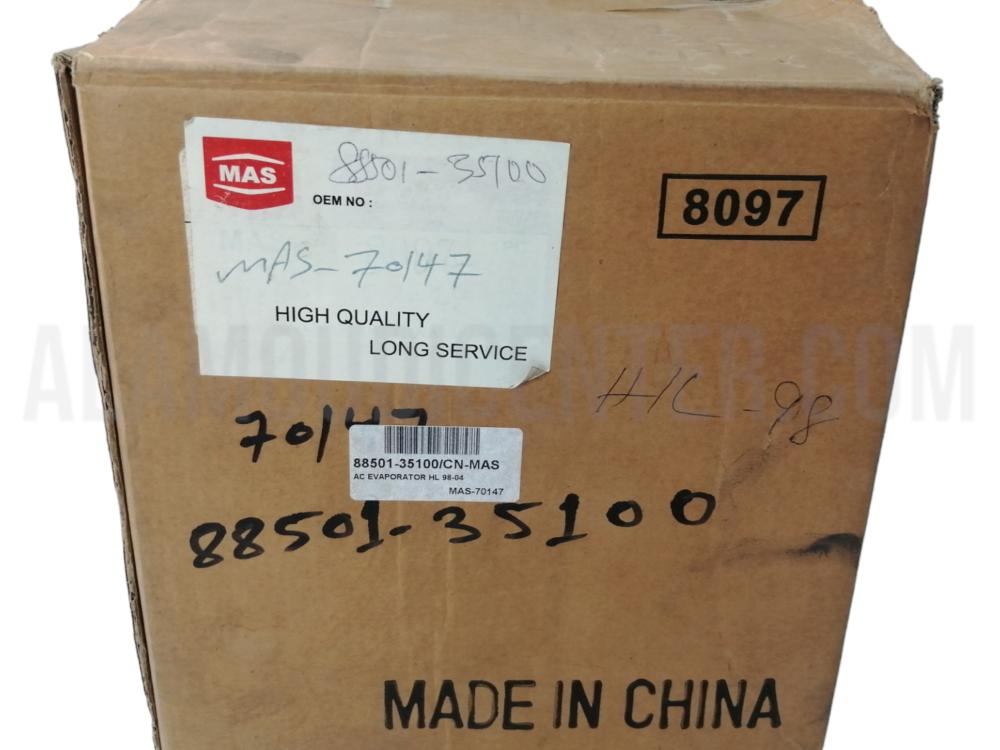 MAS
88501-35100
OEM NO :
MAS-70147
HIGH QUALITY
LONG SERVICE
8097
H/L-98
70147
88501-35100/CN-MAS
AC EVAPORATOR HL 98-04
MAS-70147
88501-35100
MADE IN CHINA